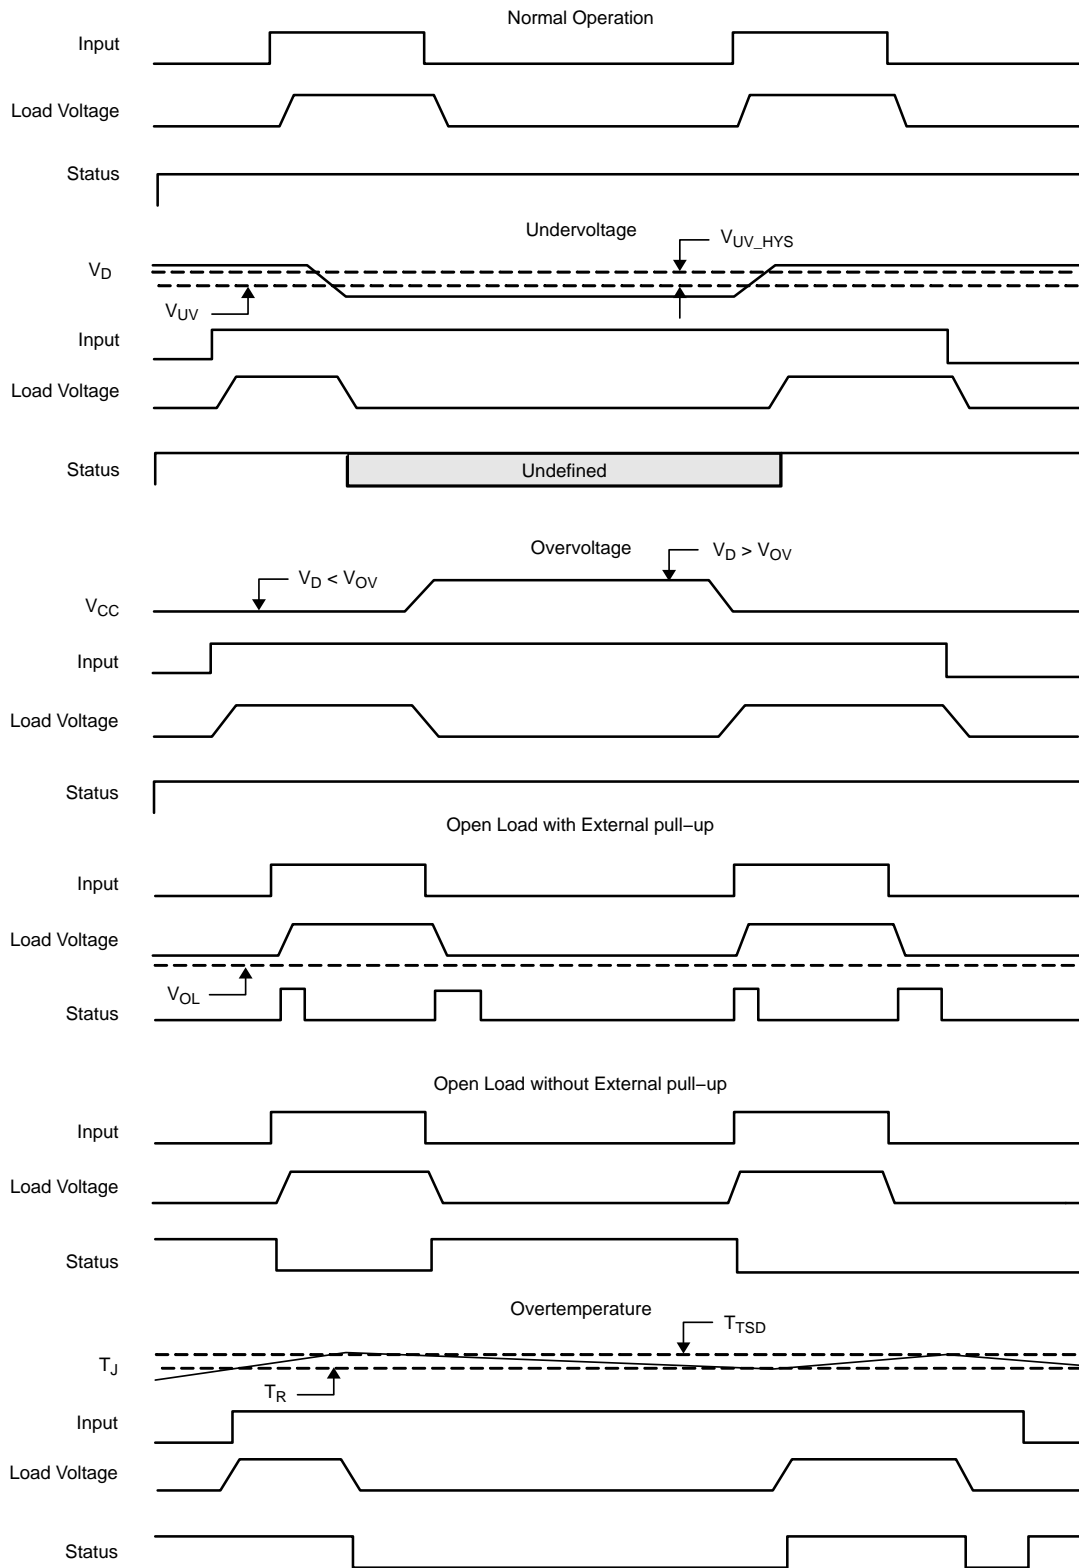 Normal Operation
Input
Load Voltage
Status
Undervoltage
V_UV_HYS
V_D
V_UV
Input
Load Voltage
Status
Undefined
Overvoltage
V_D > V_OV
V_D < V_OV
V_CC
Input
Load Voltage
Status
Open Load with External pull−up
Input
Load Voltage
V_OL
Status
Open Load without External pull−up
Input
Load Voltage
Status
Overtemperature
T_TSD
T_J
T_R
Input
Load Voltage
Status